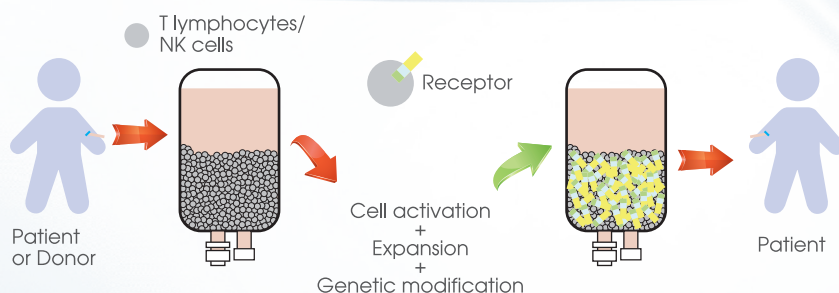 T lymphocytes/
NK cells
Receptor
Patient
or Donor
Cell activation
+
Expansion
+
Genetic modification
Patient